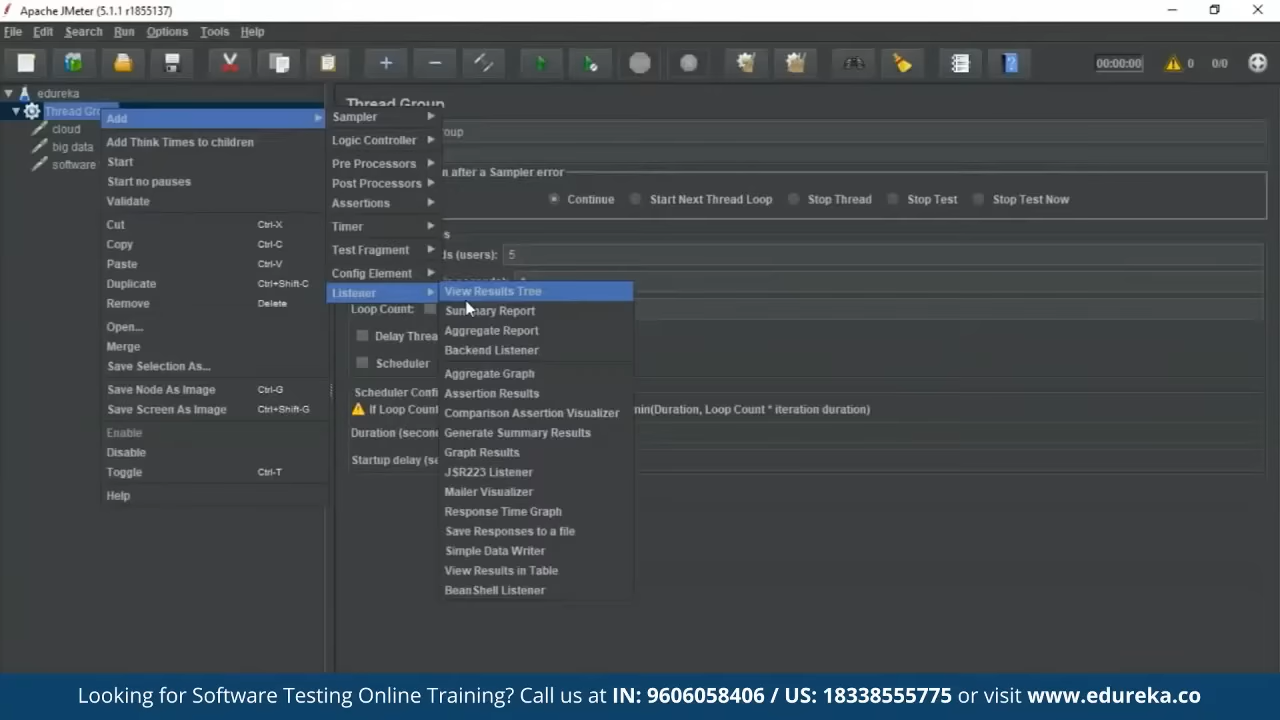 Apache JMeter (5.1.1 r1855137)
File Edit Search Run Options Tools Help
00:00:00 0 0/0
edureka
Thread Gro
cloud
big data
software
Add
Add Think Times to children
Start
Start no pauses
Validate
Cut Ctrl-X
Copy Ctrl-C
Paste Ctrl-V
Duplicate Ctrl+Shift-C
Remove Delete
Open...
Merge
Save Selection As...
Save Node As Image Ctrl-G
Save Screen As Image Ctrl+Shift-G
Enable
Disable
Toggle Ctrl-T
Help
Sampler
Logic Controller
Pre Processors
Post Processors
Assertions
Timer
Test Fragment
Config Element
Listener
View Results Tree
Summary Report
Aggregate Report
Backend Listener
Aggregate Graph
Assertion Results
Comparison Assertion Visualizer
Generate Summary Results
Graph Results
JSR223 Listener
Mailer Visualizer
Response Time Graph
Save Responses to a file
Simple Data Writer
View Results in Table
BeanShell Listener
Thread Group
oup
n after a Sampler error
Continue Start Next Thread Loop Stop Thread Stop Test Stop Test Now
s
ds (users): 5
Loop Count:
Delay Threa
Scheduler
Scheduler Confi
If Loop Count min(Duration, Loop Count * iteration duration)
Duration (secon
Startup delay (se
Looking for Software Testing Online Training? Call us at IN: 9606058406 / US: 18338555775 or visit www.edureka.co